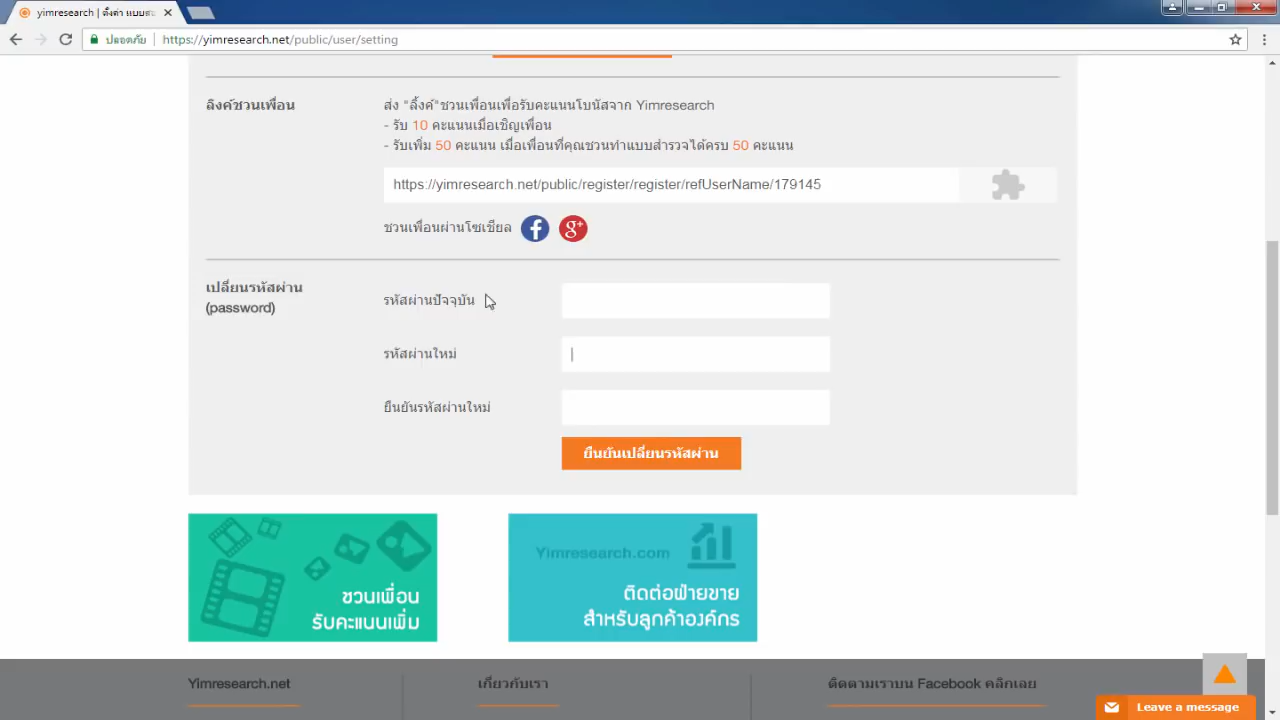 yimresearch | ตั้งค่า แบบสอ
ปลอดภัย
https://yimresearch.net/public/user/setting
ลิงค์ชวนเพื่อน
ส่ง "ลิ้งค์"ชวนเพื่อนเพื่อรับคะแนนโบนัสจาก Yimresearch
- รับ 10 คะแนนเมื่อเชิญเพื่อน
- รับเพิ่ม 50 คะแนน เมื่อเพื่อนที่คุณชวนทำแบบสำรวจได้ครบ 50 คะแนน
https://yimresearch.net/public/register/register/refUserName/179145
ชวนเพื่อนผ่านโซเชียล
f g+
เปลี่ยนรหัสผ่าน
(password)
รหัสผ่านปัจจุบัน
รหัสผ่านใหม่
ยืนยันรหัสผ่านใหม่
ยืนยันเปลี่ยนรหัสผ่าน
ชวนเพื่อน
รับคะแนนเพิ่ม
Yimresearch.com
ติดต่อฝ่ายขาย
สำหรับลูกค้าองค์กร
Yimresearch.net
เกี่ยวกับเรา
ติดตามเราบน Facebook คลิกเลย
Leave a message